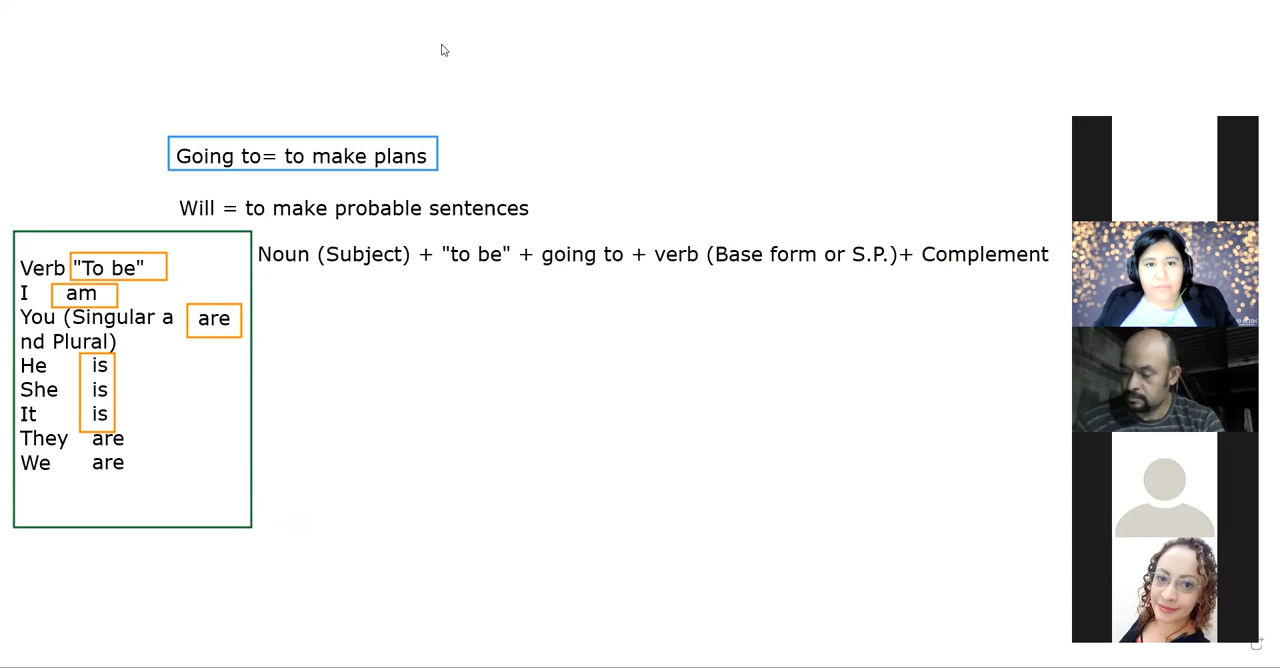 Going to= to make plans
Will = to make probable sentences
Noun (Subject) + "to be" + going to + verb (Base form or S.P.)+ Complement
Verb "To be"
I am
You (Singular a are
nd Plural)
He is
She is
It is
They are
We are